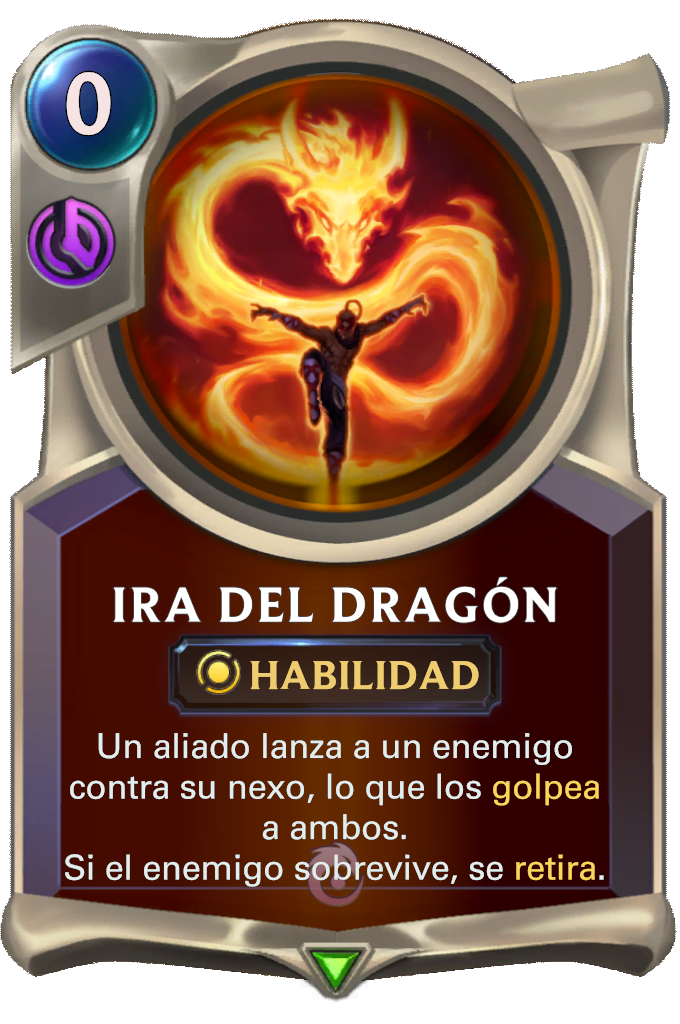 0
IRA DEL DRAGÓN
HABILIDAD
Un aliado lanza a un enemigo
contra su nexo, lo que los golpea
a ambos.
Si el enemigo sobrevive, se retira.